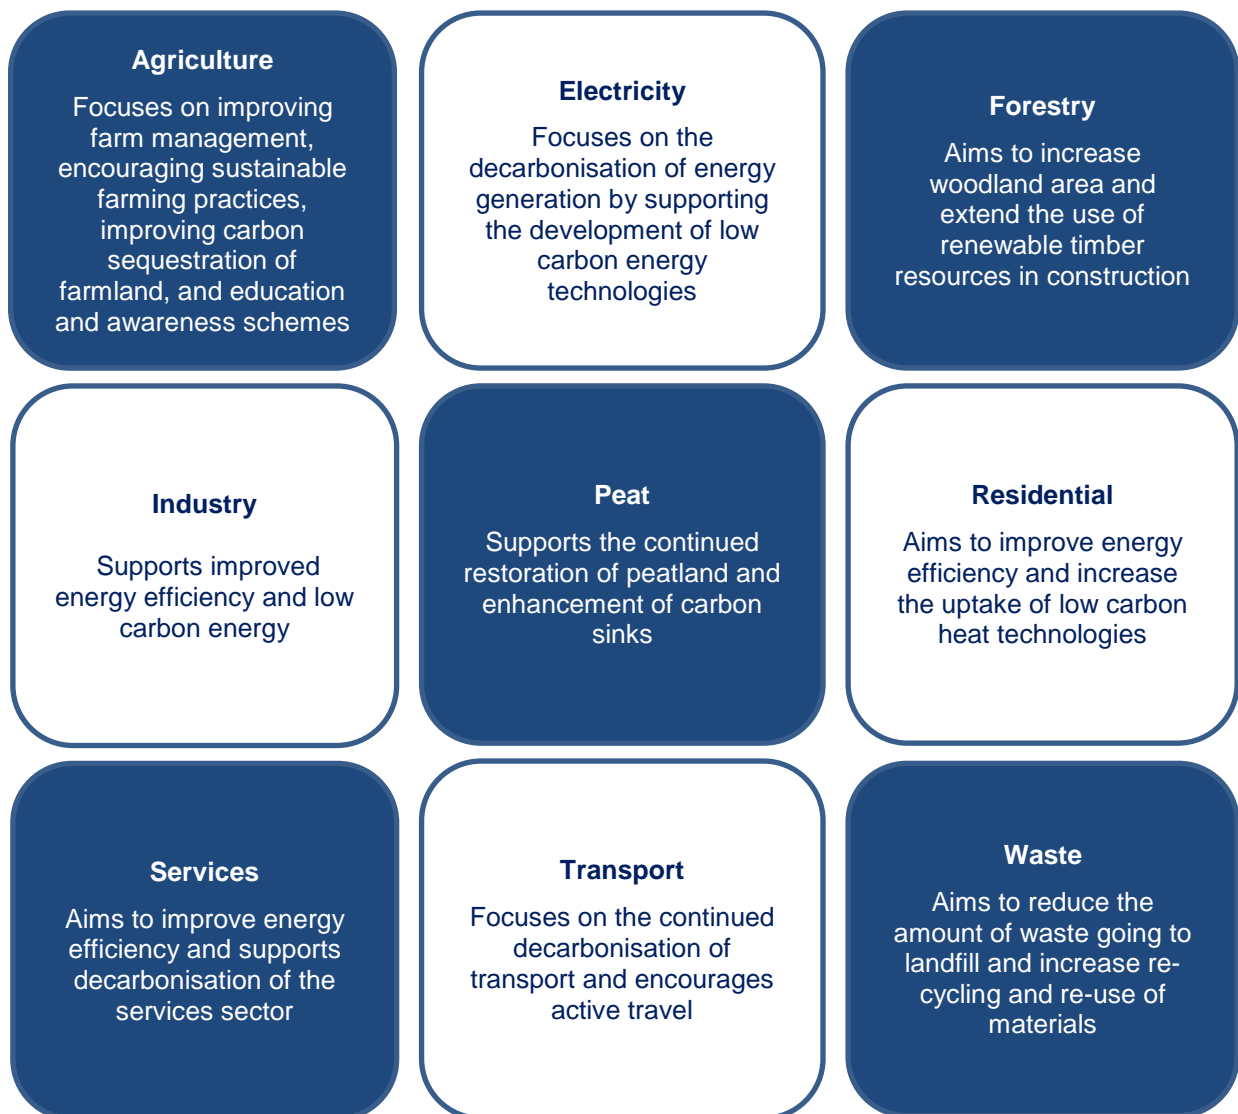 Agriculture
Focuses on improving
farm management,
encouraging sustainable
farming practices,
improving carbon
sequestration of
farmland, and education
and awareness schemes
Electricity
Focuses on the
decarbonisation of energy
generation by supporting
the development of low
carbon energy
technologies
Forestry
Aims to increase
woodland area and
extend the use of
renewable timber
resources in construction
Industry
Supports improved
energy efficiency and low
carbon energy
Peat
Supports the continued
restoration of peatland and
enhancement of carbon
sinks
Residential
Aims to improve energy
efficiency and increase
the uptake of low carbon
heat technologies
Services
Aims to improve energy
efficiency and supports
decarbonisation of the
services sector
Transport
Focuses on the continued
decarbonisation of
transport and encourages
active travel
Waste
Aims to reduce the
amount of waste going to
landfill and increase re-
cycling and re-use of
materials